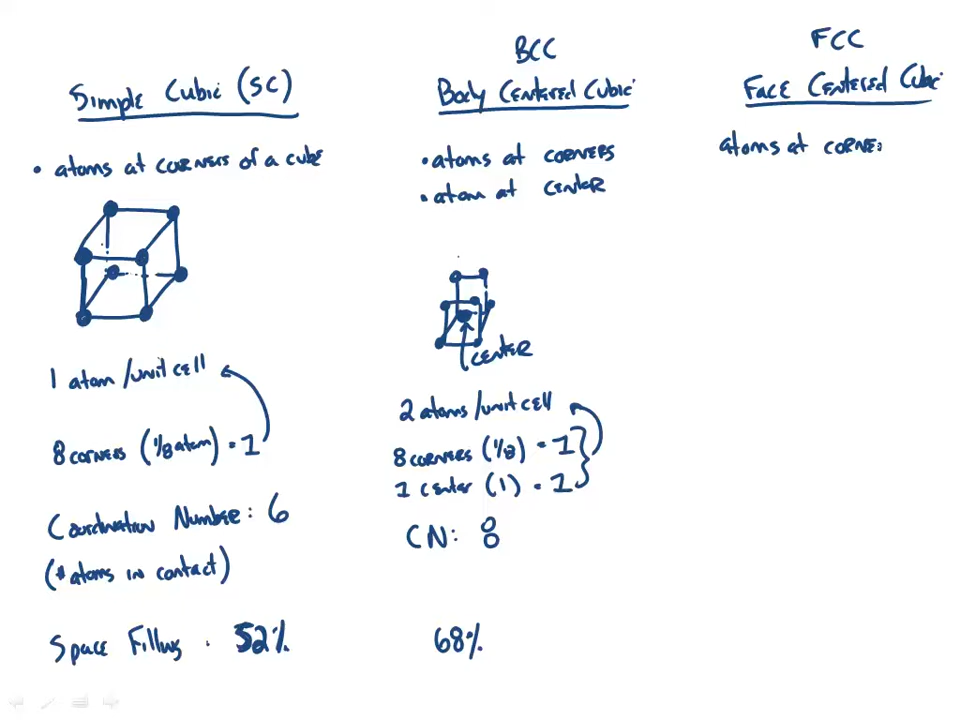 Simple Cubic (SC)
• atoms at CORNERS of a cube
1 atom/unit cell
8 CORNERS (1/8 atom) = 1
Coordination Number: 6
(# atoms in contact)
Space Filling . 52%
BCC
Body Centered Cubic
• atoms at CORNERS
• atom at CENTER
CENTER
2 atoms/unit cell
8 CORNERS (1/8) = 1
1 center (1) = 1
CN: 8
68%
FCC
Face Centered Cubic
atoms at CORNE